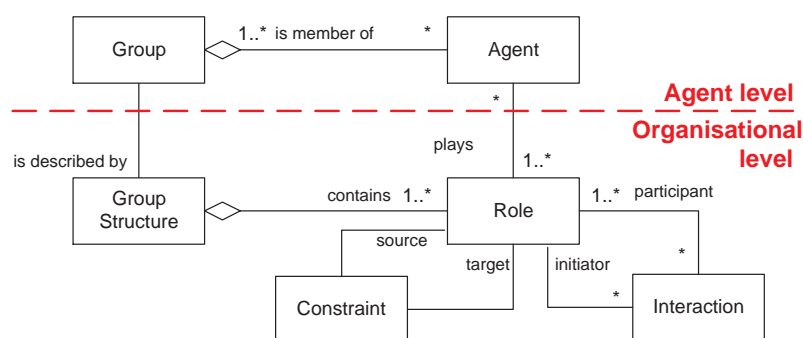 Group
1..* is member of *
Agent
*
Agent level
Organisational
level
plays
is described by
1..*
Group
Structure
contains 1..*
Role
1..* participant
source
target
initiator
*
Constraint
*
Interaction